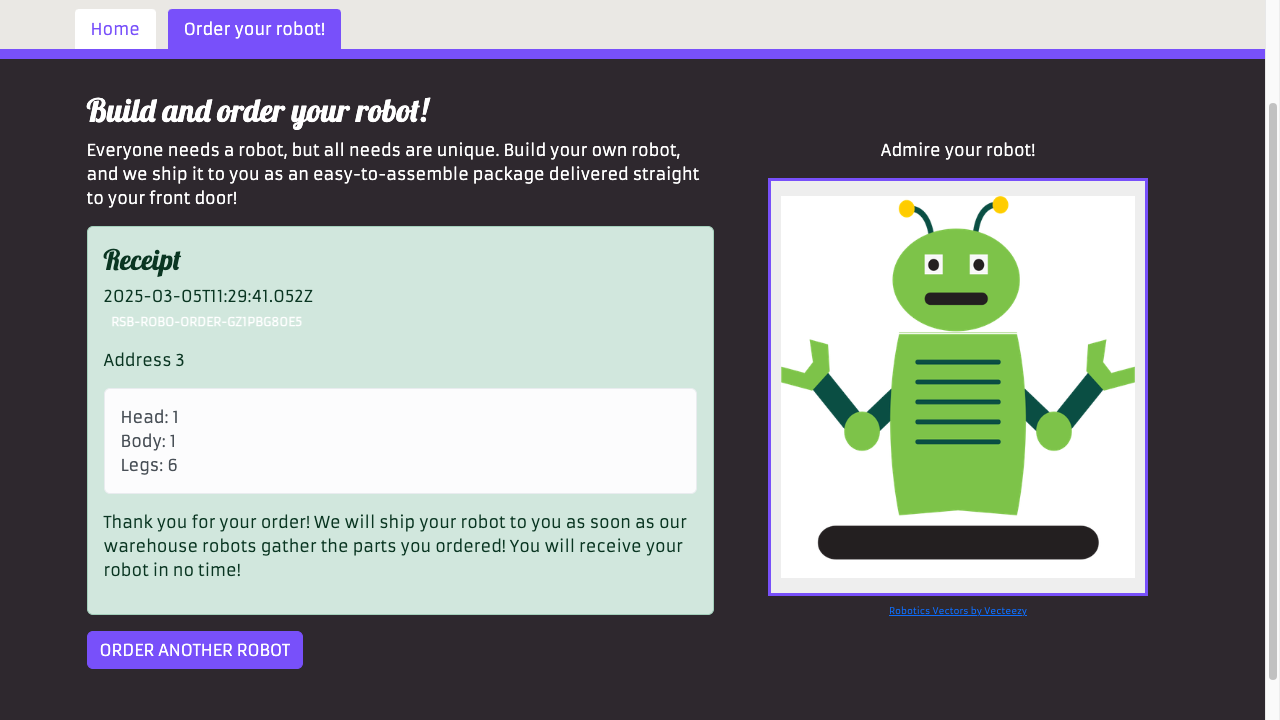 Home
Order your robot!
Build and order your robot!
Everyone needs a robot, but all needs are unique. Build your own robot,
and we ship it to you as an easy-to-assemble package delivered straight
to your front door!
Receipt
2025-03-05T11:29:41.052Z
RSB-ROBO-ORDER-GZ1PBG8OE5
Address 3
Head: 1
Body: 1
Legs: 6
Thank you for your order! We will ship your robot to you as soon as our
warehouse robots gather the parts you ordered! You will receive your
robot in no time!
ORDER ANOTHER ROBOT
Admire your robot!
Robotics Vectors by Vecteezy